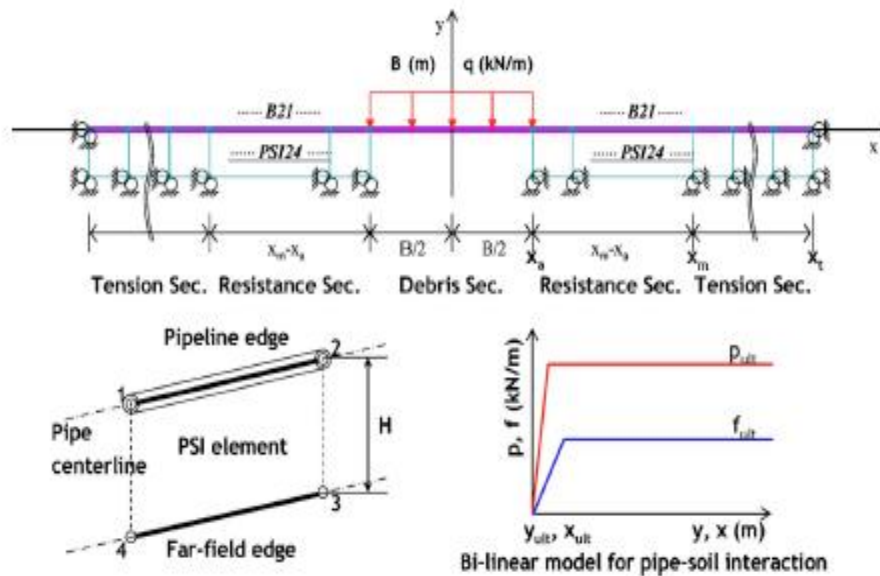 y
B (m) q (kN/m)
B21 B21
PSI24 PSI24
x
xm-xa B/2 B/2 xa xm-xa xm xt
Tension Sec. Resistance Sec. Debris Sec. Resistance Sec. Tension Sec.
Pipeline edge
1 2
Pipe
centerline
PSI element
H
3
4
Far-field edge
p, f (kN/m)
pult
fult
yult, xult y, x (m)
Bi-linear model for pipe-soil interaction